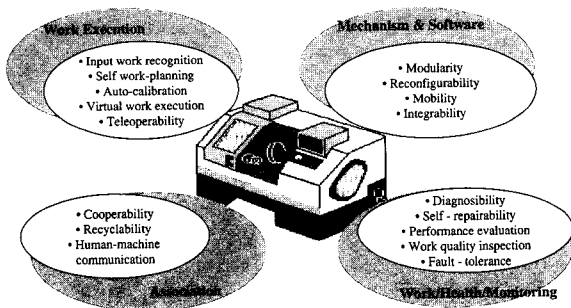 Work Execution
• Input work recognition
• Self work-planning
• Auto-calibration
• Virtual work execution
• Teleoperability
Mechanism & Software
• Modularity
• Reconfigurability
• Mobility
• Integrability
• Cooperability
• Recyclability
• Human-machine
communication
Association
• Diagnosibility
• Self - repairability
• Performance evaluation
• Work quality inspection
• Fault - tolerance
Work/Health/Monitoring